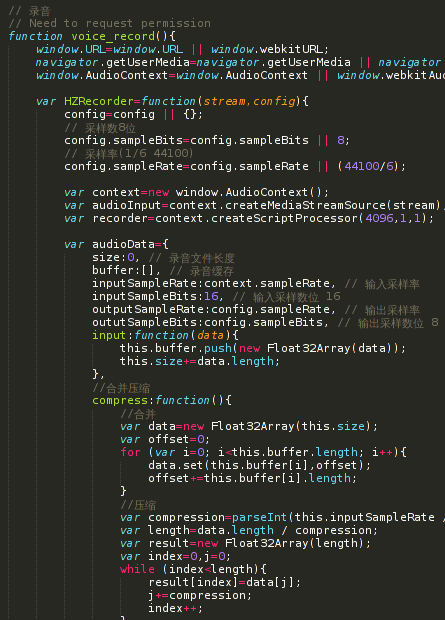 // 录音
// Need to request permission
function voice_record(){
window.URL=window.URL || window.webkitURL;
navigator.getUserMedia=navigator.getUserMedia || navigator
window.AudioContext=window.AudioContext || window.webkitAud
var HZRecorder=function(stream,config){
config=config || {};
// 采样数8位
config.sampleBits=config.sampleBits || 8;
// 采样率(1/6 44100)
config.sampleRate=config.sampleRate || (44100/6);
var context=new window.AudioContext();
var audioInput=context.createMediaStreamSource(stream)
var recorder=context.createScriptProcessor(4096,1,1);
var audioData={
size:0, // 录音文件长度
buffer:[], // 录音缓存
inputSampleRate:context.sampleRate, // 输入采样率
inputSampleBits:16, // 输入采样数位 16
outputSampleRate:config.sampleRate, // 输出采样率
oututSampleBits:config.sampleBits, // 输出采样数位 8
input:function(data){
this.buffer.push(new Float32Array(data));
this.size+=data.length;
},
//合并压缩
compress:function(){
//合并
var data=new Float32Array(this.size);
var offset=0;
for (var i=0; i<this.buffer.length; i++){
data.set(this.buffer[i],offset);
offset+=this.buffer[i].length;
}
//压缩
var compression=parseInt(this.inputSampleRate /
var length=data.length / compression;
var result=new Float32Array(length);
var index=0,j=0;
while (index<length){
result[index]=data[j];
j+=compression;
index++;
}